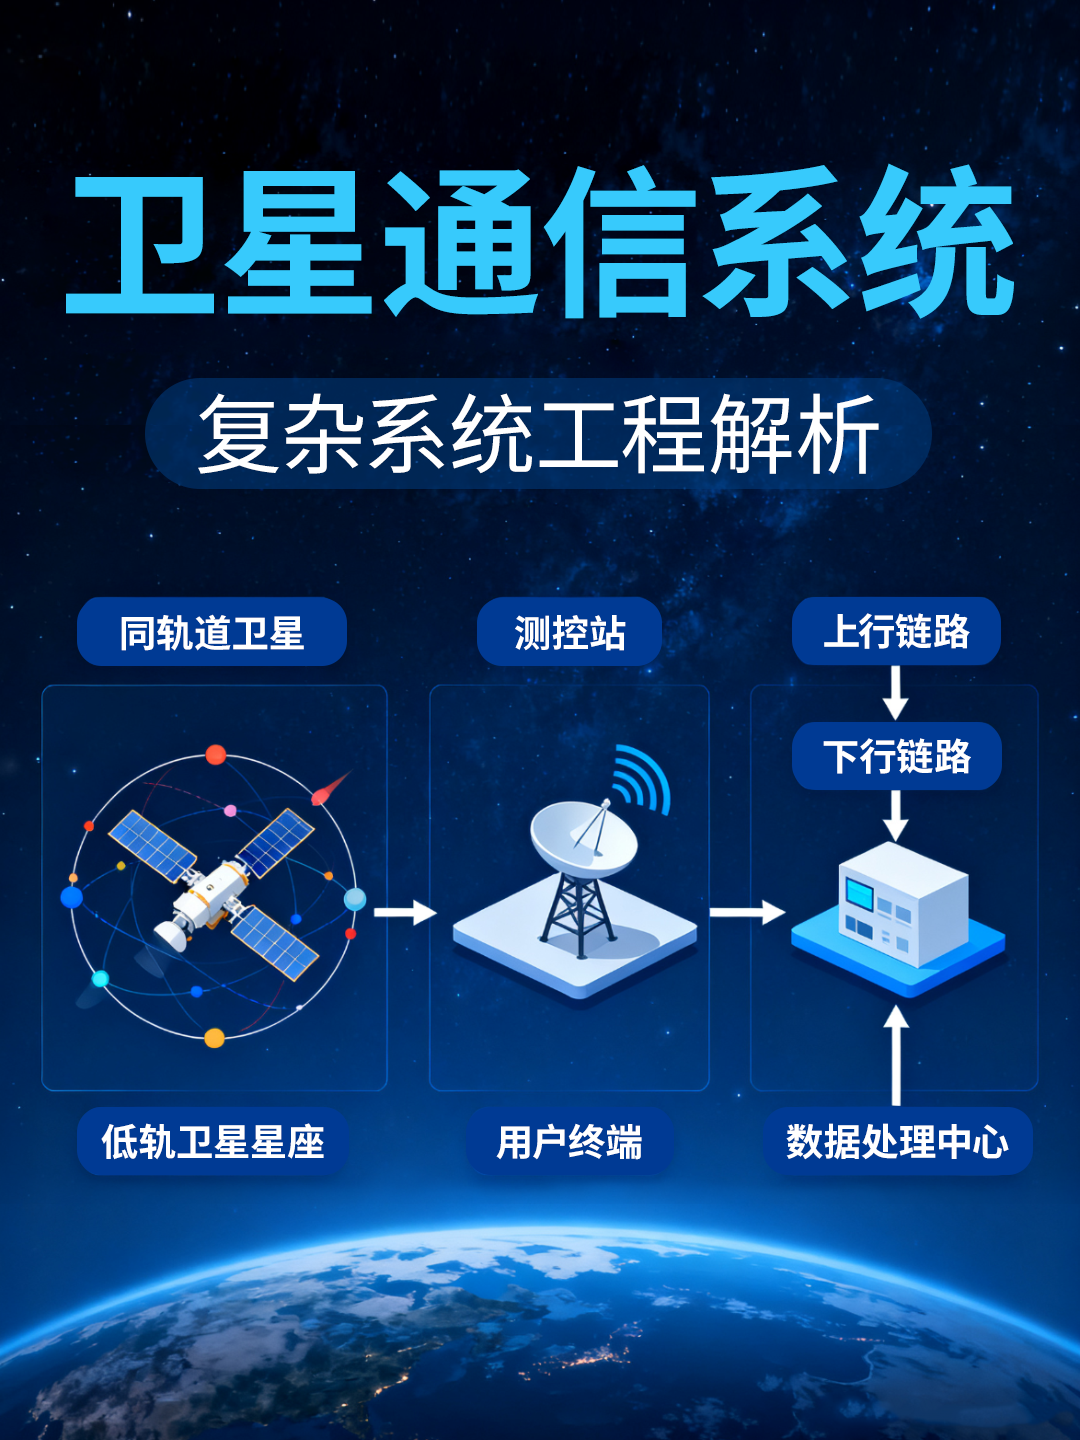 卫星通信系统
复杂系统工程解析
同轨道卫星
测控站
上行链路
下行链路
低轨卫星星座
用户终端
数据处理中心